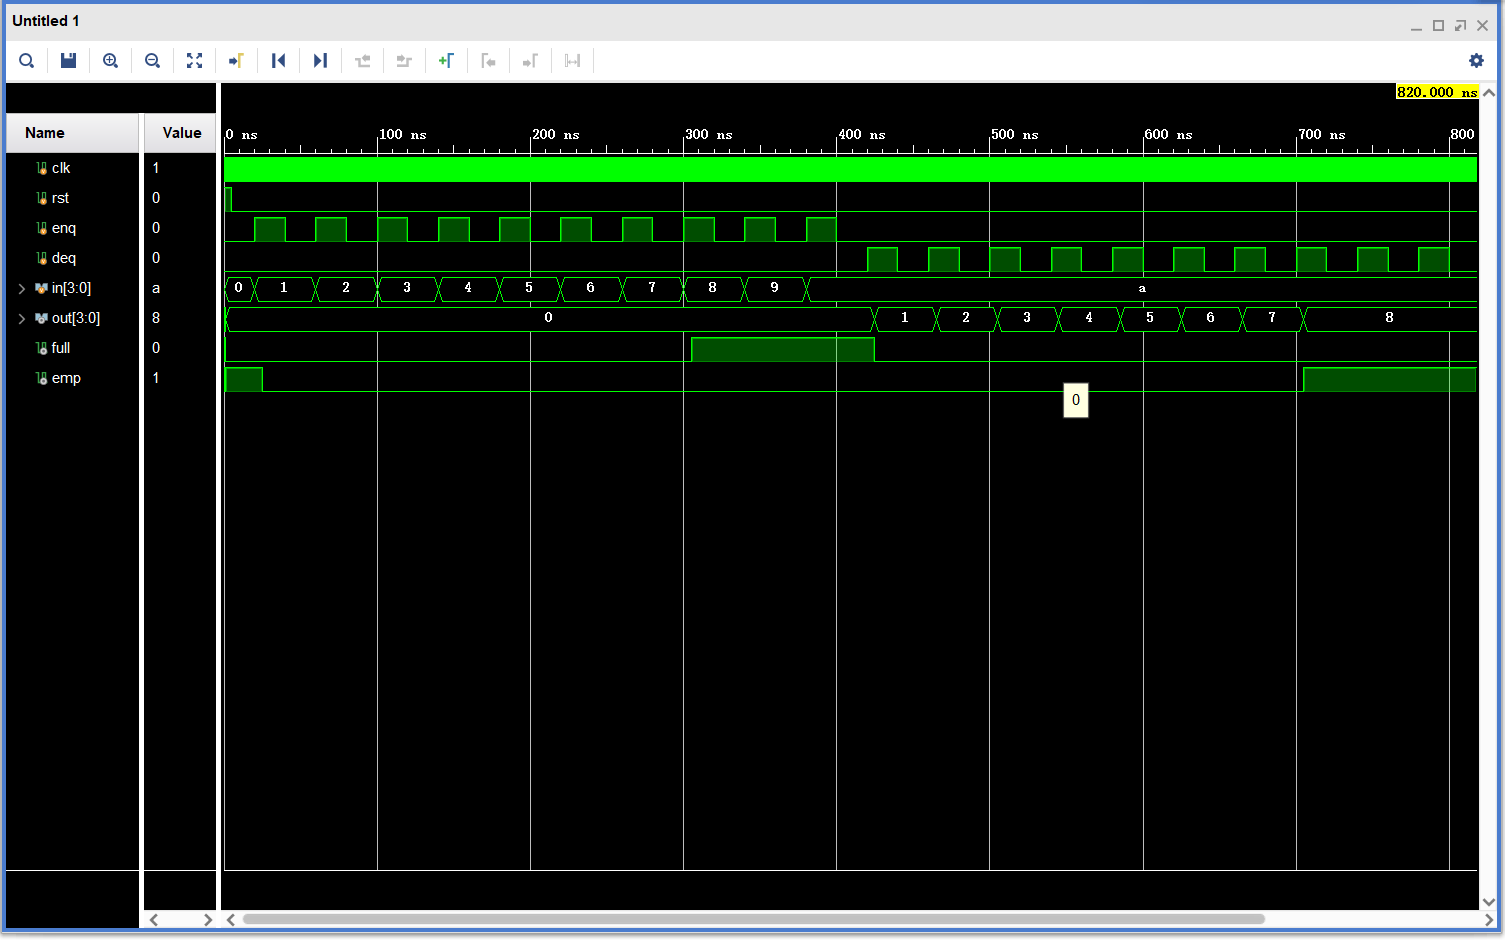 Untitled 1
820.000 ns
Name Value
0 ns 100 ns 200 ns 300 ns 400 ns 500 ns 600 ns 700 ns 800
clk 1
rst 0
enq 0
deq 0
in[3:0] a 0 1 2 3 4 5 6 7 8 9 a
out[3:0] 8 0 1 2 3 4 5 6 7 8
full 0
emp 1
0